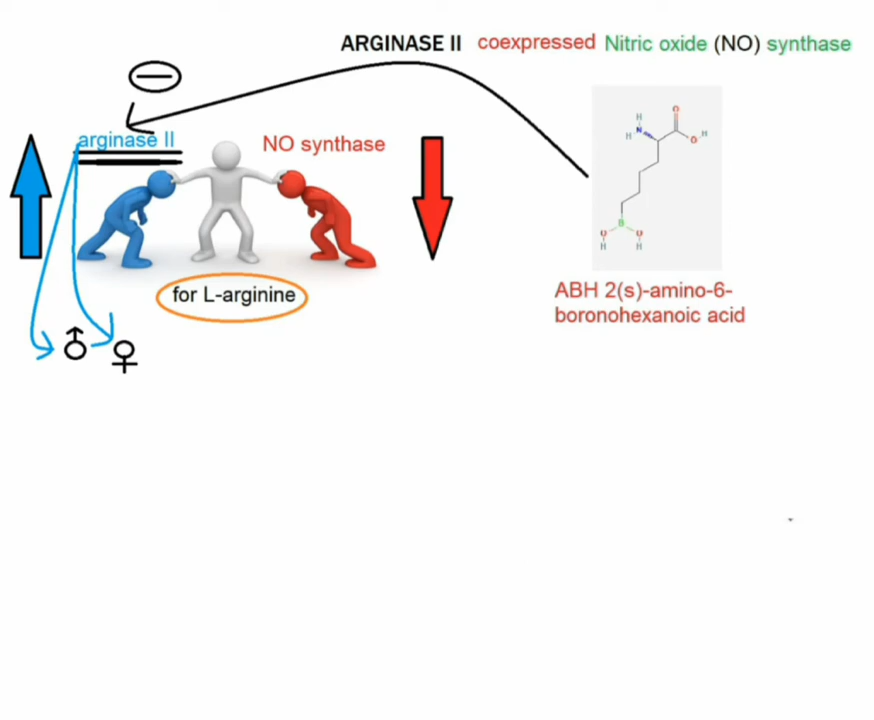 ARGINASE II coexpressed Nitric oxide (NO) synthase
arginase II
NO synthase
for L-arginine
H
N
H
O
O
H
B
O
O
H
H
ABH 2(s)-amino-6-
boronohexanoic acid
♂
♀